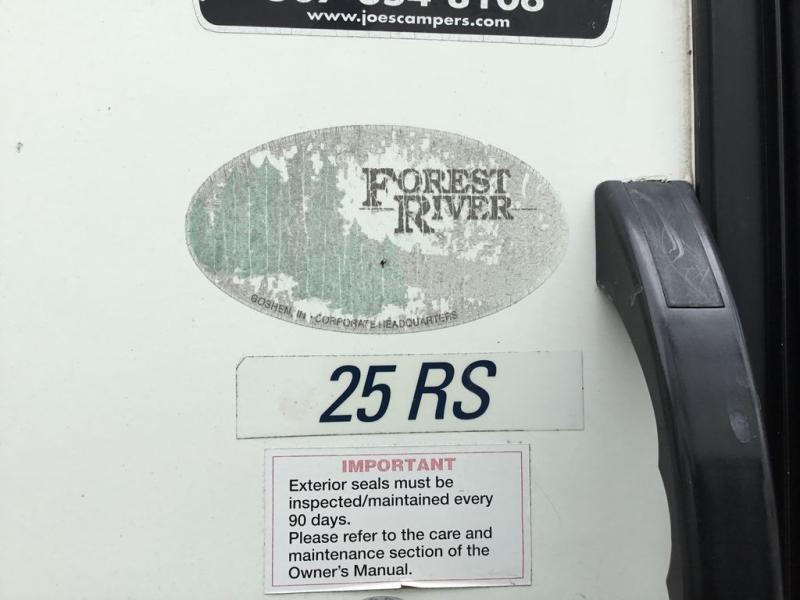 www.joescampers.com
FOREST
RIVER
GOSHEN, IN • CORPORATE HEADQUARTERS
25 RS
IMPORTANT
Exterior seals must be
inspected/maintained every
90 days.
Please refer to the care and
maintenance section of the
Owner's Manual.